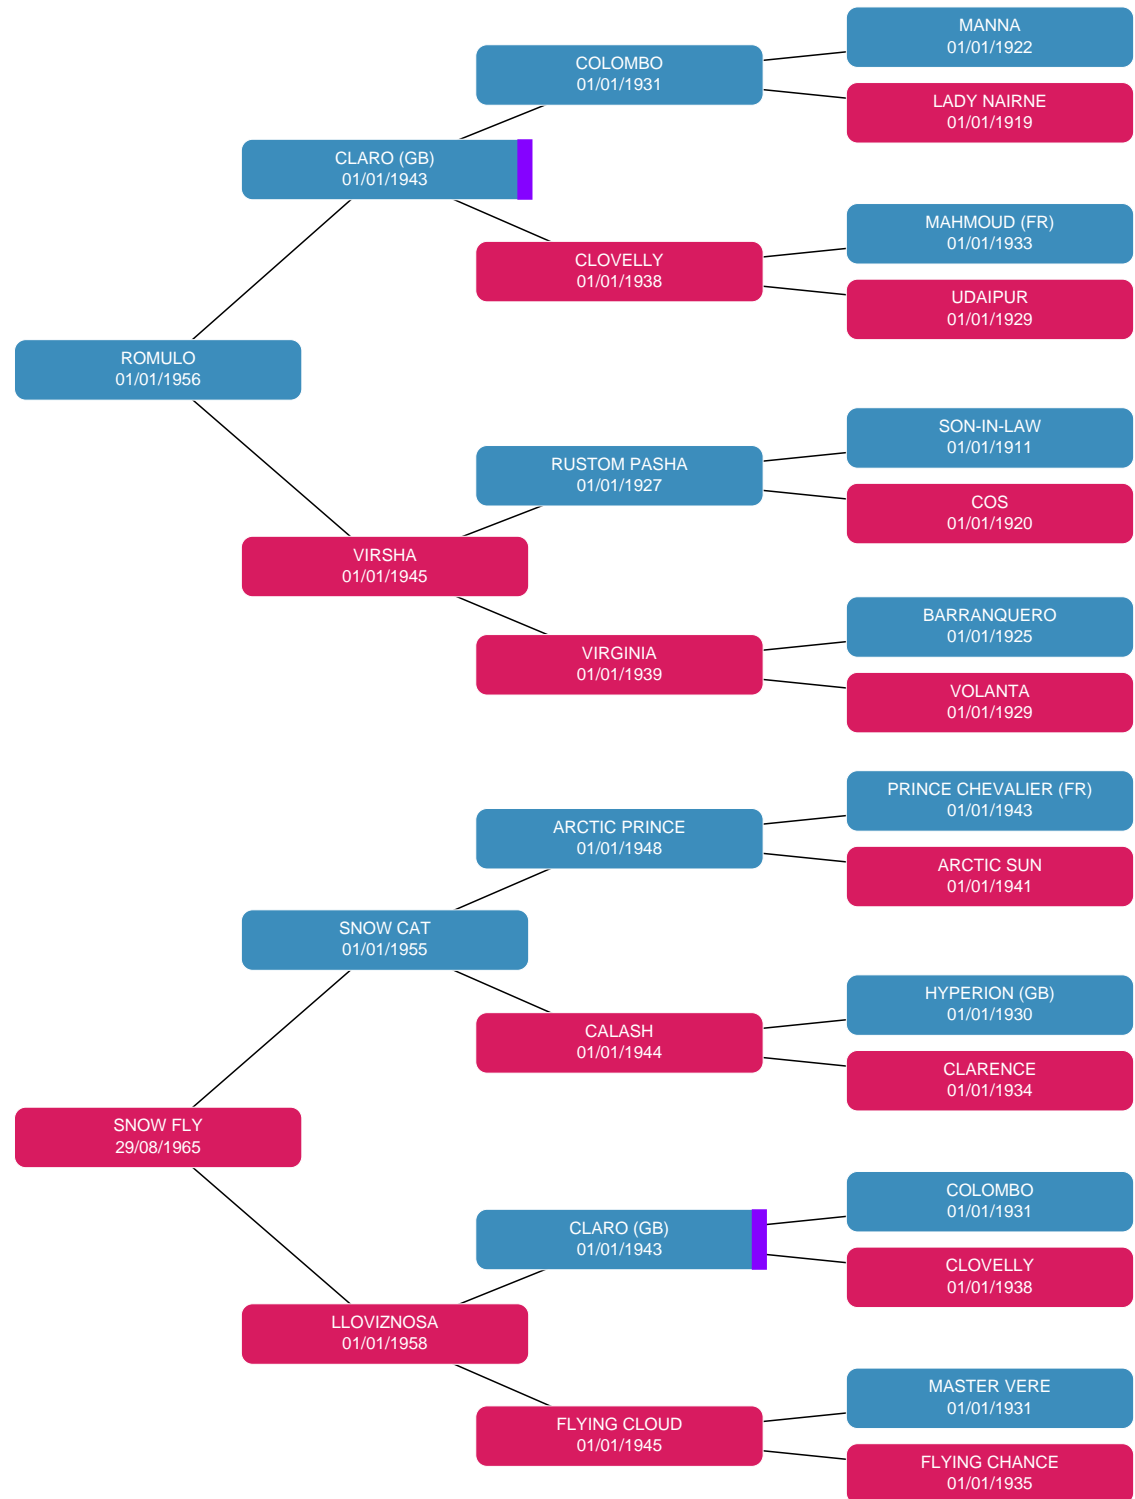 MANNA
01/01/1922
COLOMBO
01/01/1931
LADY NAIRNE
01/01/1919
CLARO (GB)
01/01/1943
MAHMOUD (FR)
01/01/1933
CLOVELLY
01/01/1938
UDAIPUR
01/01/1929
ROMULO
01/01/1956
SON-IN-LAW
01/01/1911
RUSTOM PASHA
01/01/1927
COS
01/01/1920
VIRSHA
01/01/1945
BARRANQUERO
01/01/1925
VIRGINIA
01/01/1939
VOLANTA
01/01/1929
PRINCE CHEVALIER (FR)
01/01/1943
ARCTIC PRINCE
01/01/1948
ARCTIC SUN
01/01/1941
SNOW CAT
01/01/1955
HYPERION (GB)
01/01/1930
CALASH
01/01/1944
CLARENCE
01/01/1934
SNOW FLY
29/08/1965
COLOMBO
01/01/1931
CLARO (GB)
01/01/1943
CLOVELLY
01/01/1938
LLOVIZNOSA
01/01/1958
MASTER VERE
01/01/1931
FLYING CLOUD
01/01/1945
FLYING CHANCE
01/01/1935